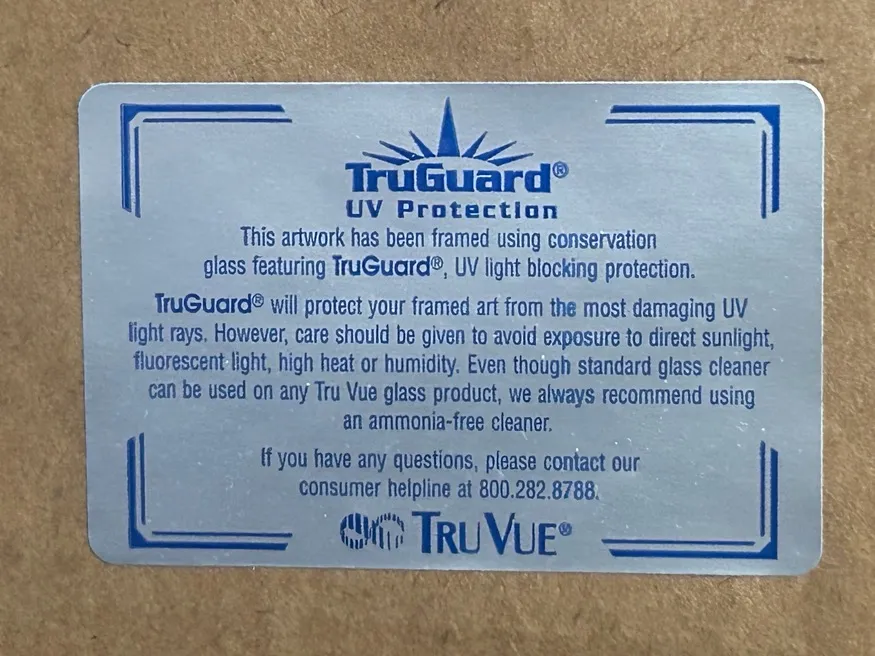 TruGuard®
UV Protection
This artwork has been framed using conservation
glass featuring TruGuard®, UV light blocking protection.
TruGuard® will protect your framed art from the most damaging UV
light rays. However, care should be given to avoid exposure to direct sunlight,
fluorescent light, high heat or humidity. Even though standard glass cleaner
can be used on any Tru Vue glass product, we always recommend using
an ammonia-free cleaner.
If you have any questions, please contact our
consumer helpline at 800.282.8788.
TRU VUE®